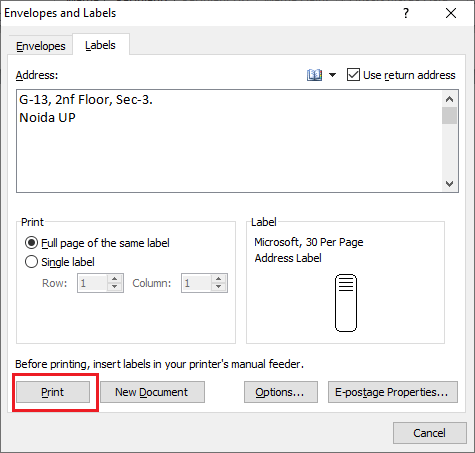 Envelopes and Labels
? ×
Envelopes Labels
Address: Use return address
G-13, 2nf Floor, Sec-3.
Noida UP
Print
Full page of the same label
Single label
Row: 1 Column: 1
Label
Microsoft, 30 Per Page
Address Label
Before printing, insert labels in your printer's manual feeder.
Print New Document Options... E-postage Properties...
Cancel